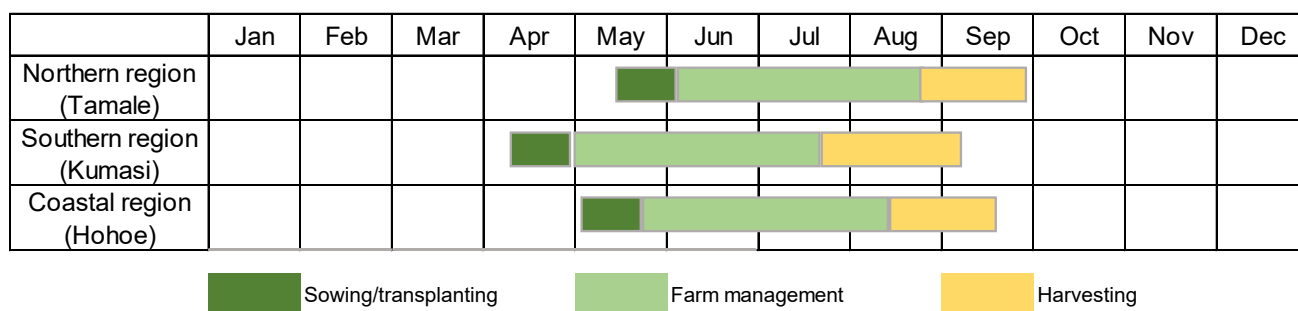 Jan Feb Mar Apr May Jun Jul Aug Sep Oct Nov Dec
Northern region
(Tamale)
Southern region
(Kumasi)
Coastal region
(Hohoe)
Sowing/transplanting Farm management Harvesting